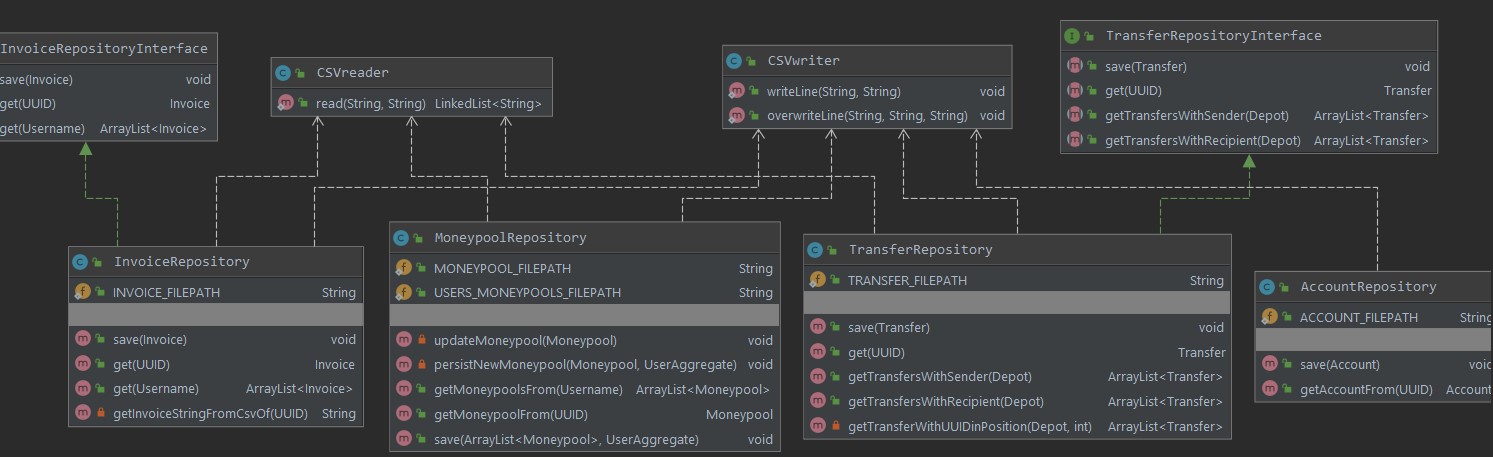 InvoiceRepositoryInterface
save(Invoice) void
get(UUID) Invoice
get(Username) ArrayList<Invoice>
C CSVreader
m read(String, String) LinkedList<String>
C CSVwriter
m writeLine(String, String) void
m overwriteLine(String, String, String) void
I TransferRepositoryInterface
m save(Transfer) void
m get(UUID) Transfer
m getTransfersWithSender(Depot) ArrayList<Transfer>
m getTransfersWithRecipient(Depot) ArrayList<Transfer>
C InvoiceRepository
f INVOICE_FILEPATH String
m save(Invoice) void
m get(UUID) Invoice
m get(Username) ArrayList<Invoice>
m getInvoiceStringFromCsvOf(UUID) String
C MoneypoolRepository
f MONEYPOOL_FILEPATH String
f USERS_MONEYPOOLS_FILEPATH String
m updateMoneypool(Moneypool) void
m persistNewMoneypool(Moneypool, UserAggregate) void
m getMoneypoolsFrom(Username) ArrayList<Moneypool>
m getMoneypoolFrom(UUID) Moneypool
m save(ArrayList<Moneypool>, UserAggregate) void
C TransferRepository
f TRANSFER_FILEPATH String
m save(Transfer) void
m get(UUID) Transfer
m getTransfersWithSender(Depot) ArrayList<Transfer>
m getTransfersWithRecipient(Depot) ArrayList<Transfer>
m getTransferWithUUIDinPosition(Depot, int) ArrayList<Transfer>
C AccountRepository
f ACCOUNT_FILEPATH String
m save(Account) void
m getAccountFrom(UUID) Account